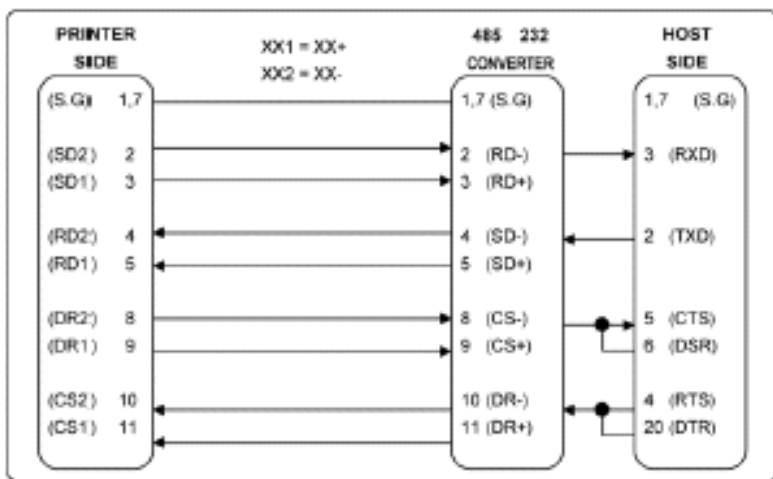 PRINTER
SIDE
XX1 = XX+
XX2 = XX-
485 232
CONVERTER
HOST
SIDE
(S.G) 1,7
1,7 (S.G)
1,7 (S.G)
(SD2) 2
2 (RD-)
3 (RXD)
(SD1) 3
3 (RD+)
(RD2) 4
4 (SD-)
2 (TXD)
(RD1) 5
5 (SD+)
(DR2) 8
8 (CS-)
5 (CTS)
(DR1) 9
9 (CS+)
6 (DSR)
(CS2) 10
10 (DR-)
4 (RTS)
(CS1) 11
11 (DR+)
20 (DTR)